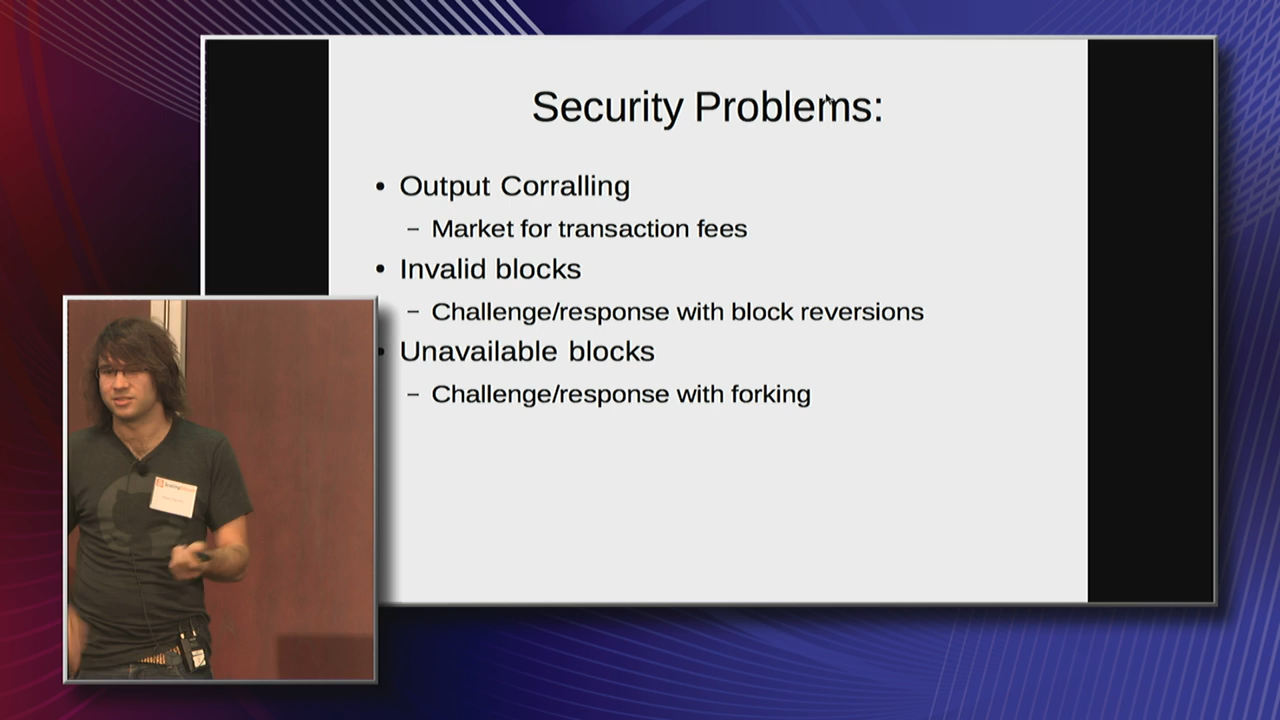 Security Problems:
• Output Corralling
– Market for transaction fees
• Invalid blocks
– Challenge/response with block reversions
• Unavailable blocks
– Challenge/response with forking